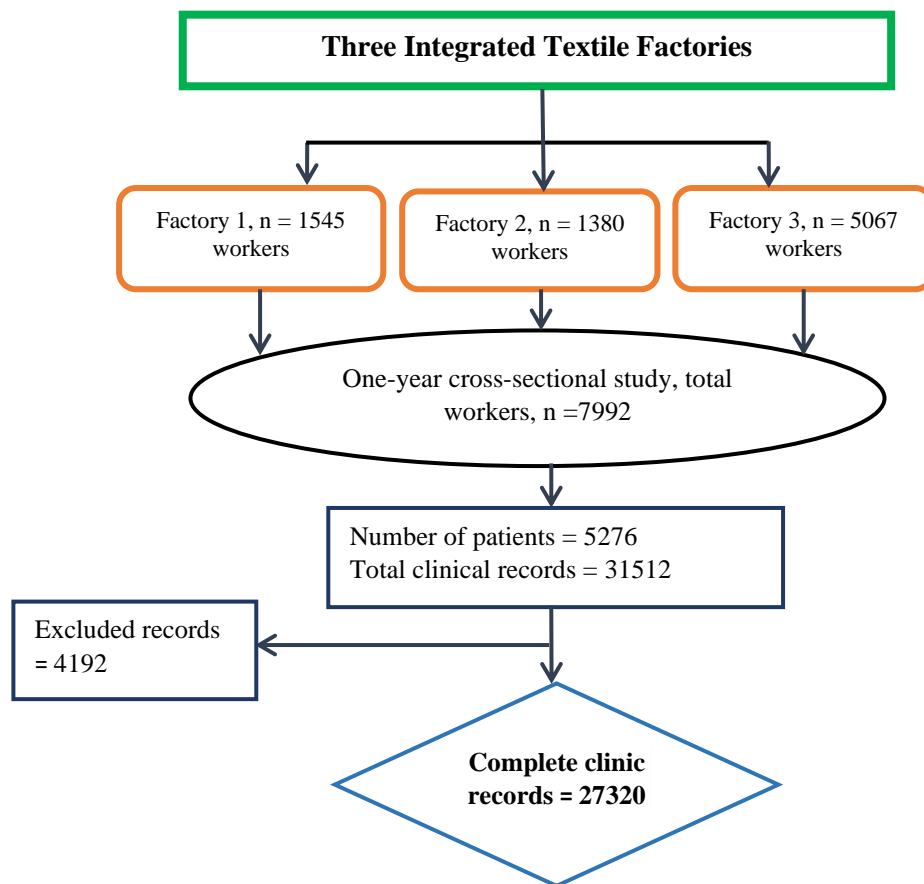 Three Integrated Textile Factories
Factory 1, n = 1545
workers
Factory 2, n = 1380
workers
Factory 3, n = 5067
workers
One-year cross-sectional study, total
workers, n =7992
Number of patients = 5276
Total clinical records = 31512
Excluded records
= 4192
Complete clinic
records = 27320